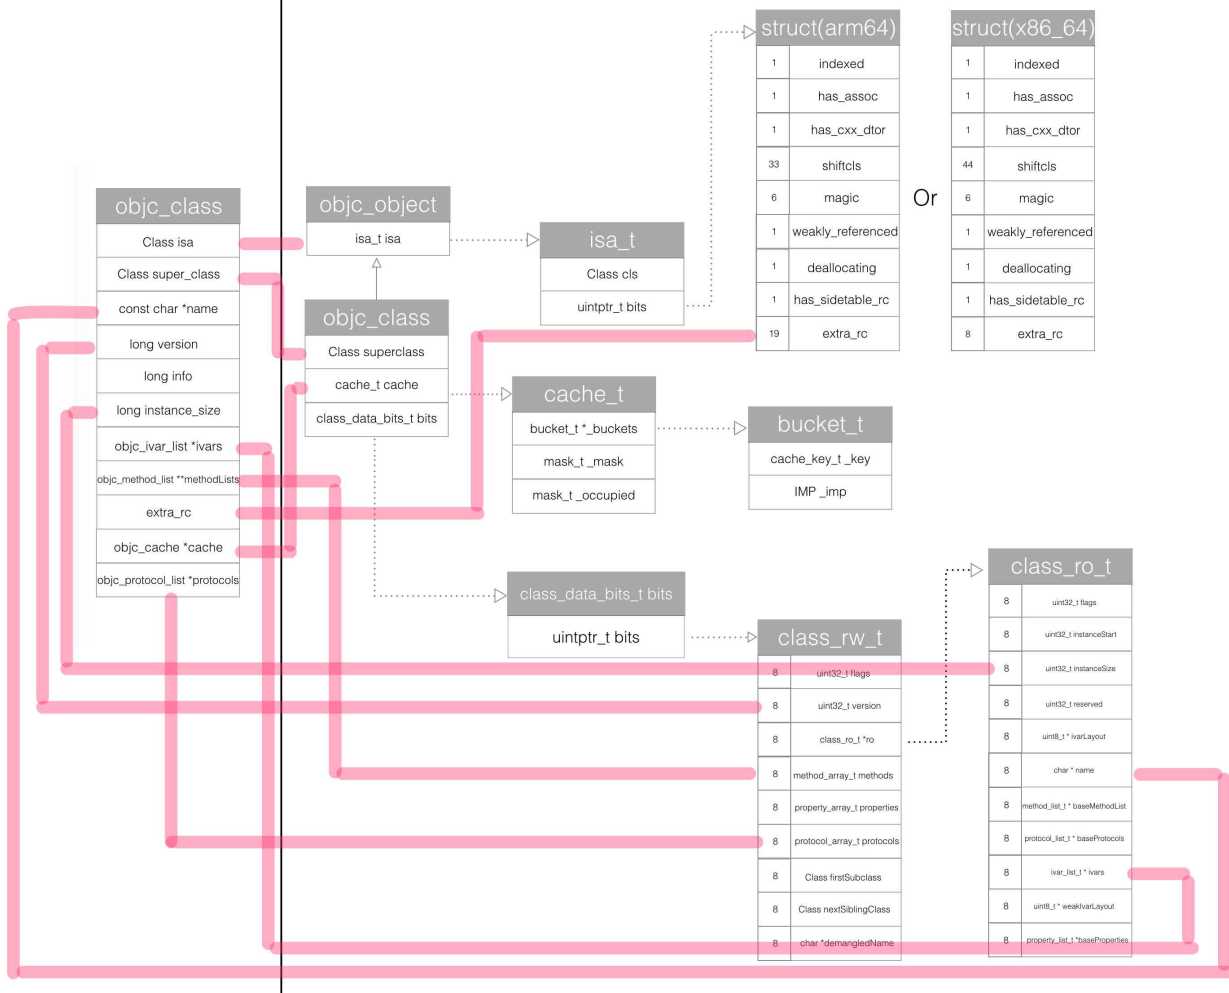 objc_class
Class isa
Class super_class
const char *name
long version
long info
long instance_size
objc_ivar_list *ivars
objc_method_list **methodLists
extra_rc
objc_cache *cache
objc_protocol_list *protocols
objc_object
isa_t isa
objc_class
Class superclass
cache_t cache
class_data_bits_t bits
isa_t
Class cls
uintptr_t bits
cache_t
bucket_t *_buckets
mask_t _mask
mask_t _occupied
bucket_t
cache_key_t _key
IMP _imp
struct(arm64)
1 indexed
1 has_assoc
1 has_cxx_dtor
33 shiftcls
6 magic
1 weakly_referenced
1 deallocating
1 has_sidetable_rc
19 extra_rc
Or
struct(x86_64)
1 indexed
1 has_assoc
1 has_cxx_dtor
44 shiftcls
6 magic
1 weakly_referenced
1 deallocating
1 has_sidetable_rc
8 extra_rc
class_data_bits_t bits
uintptr_t bits
class_rw_t
8 uint32_t flags
8 uint32_t version
8 class_ro_t *ro
8 method_array_t methods
8 property_array_t properties
8 protocol_array_t protocols
8 Class firstSubclass
8 Class nextSiblingClass
8 char *demangledName
class_ro_t
8 uint32_t flags
8 uint32_t instanceStart
8 uint32_t instanceSize
8 uint32_t reserved
8 uint8_t * ivarLayout
8 char * name
8 method_list_t * baseMethodList
8 protocol_list_t * baseProtocols
8 ivar_list_t * ivars
8 uint8_t * weakIvarLayout
8 property_list_t *baseProperties